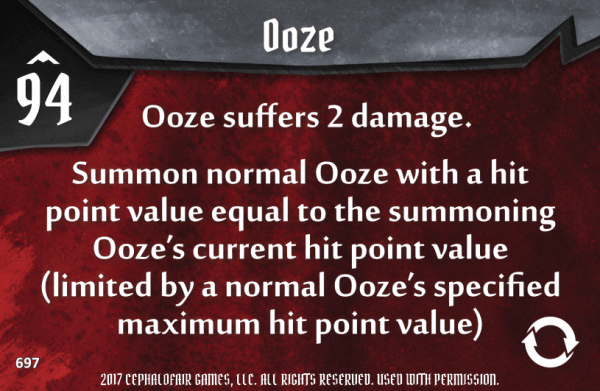 Ooze
94
Ooze suffers 2 damage.
Summon normal Ooze with a hit
point value equal to the summoning
Ooze's current hit point value
(limited by a normal Ooze's specified
maximum hit point value)
697
2017 CEPHALOFAIR GAMES, LLC. ALL RIGHTS RESERVED. USED WITH PERMISSION.